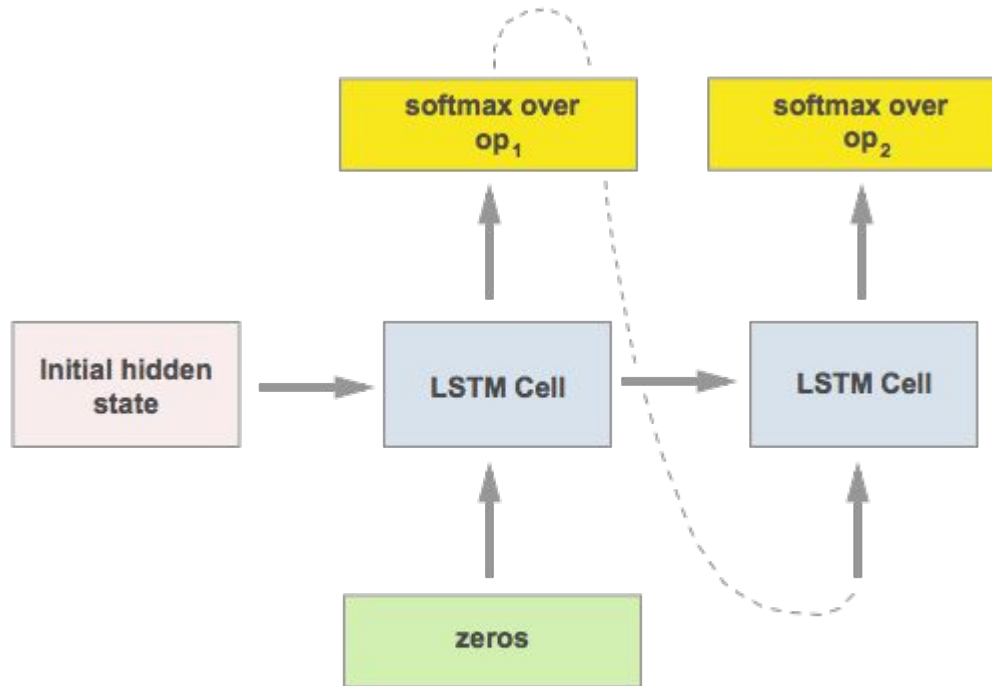 softmax over
op₁
softmax over
op₂
Initial hidden
state
LSTM Cell
LSTM Cell
zeros